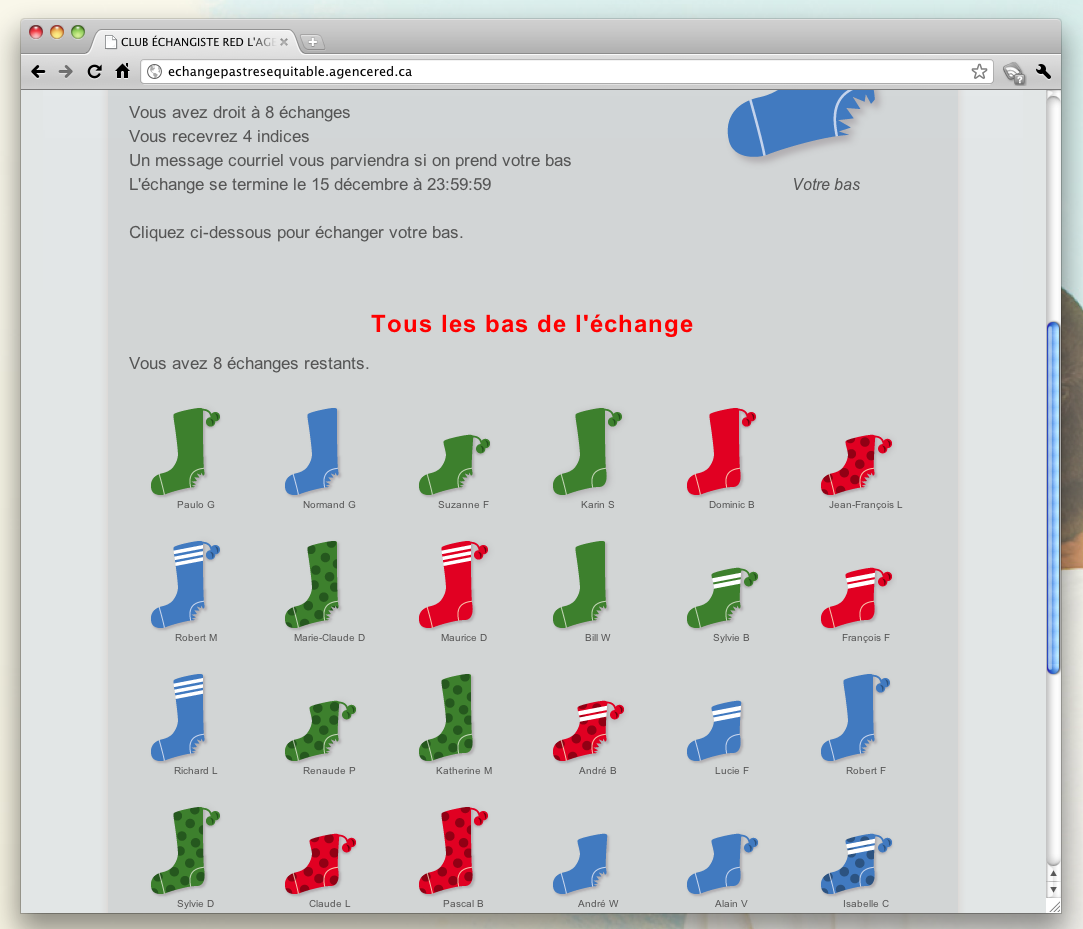 CLUB ÉCHANGISTE RED L'AGE
echangepastresequitable.agencered.ca
Vous avez droit à 8 échanges
Vous recevrez 4 indices
Un message courriel vous parviendra si on prend votre bas
L'échange se termine le 15 décembre à 23:59:59
Votre bas
Cliquez ci-dessous pour échanger votre bas.
Tous les bas de l'échange
Vous avez 8 échanges restants.
Paulo G Normand G Suzanne F Karin S Dominic B Jean-François L
Robert M Marie-Claude D Maurice D Bill W Sylvie B François F
Richard L Renaude P Katherine M André B Lucie F Robert F
Sylvie D Claude L Pascal B André W Alain V Isabelle C